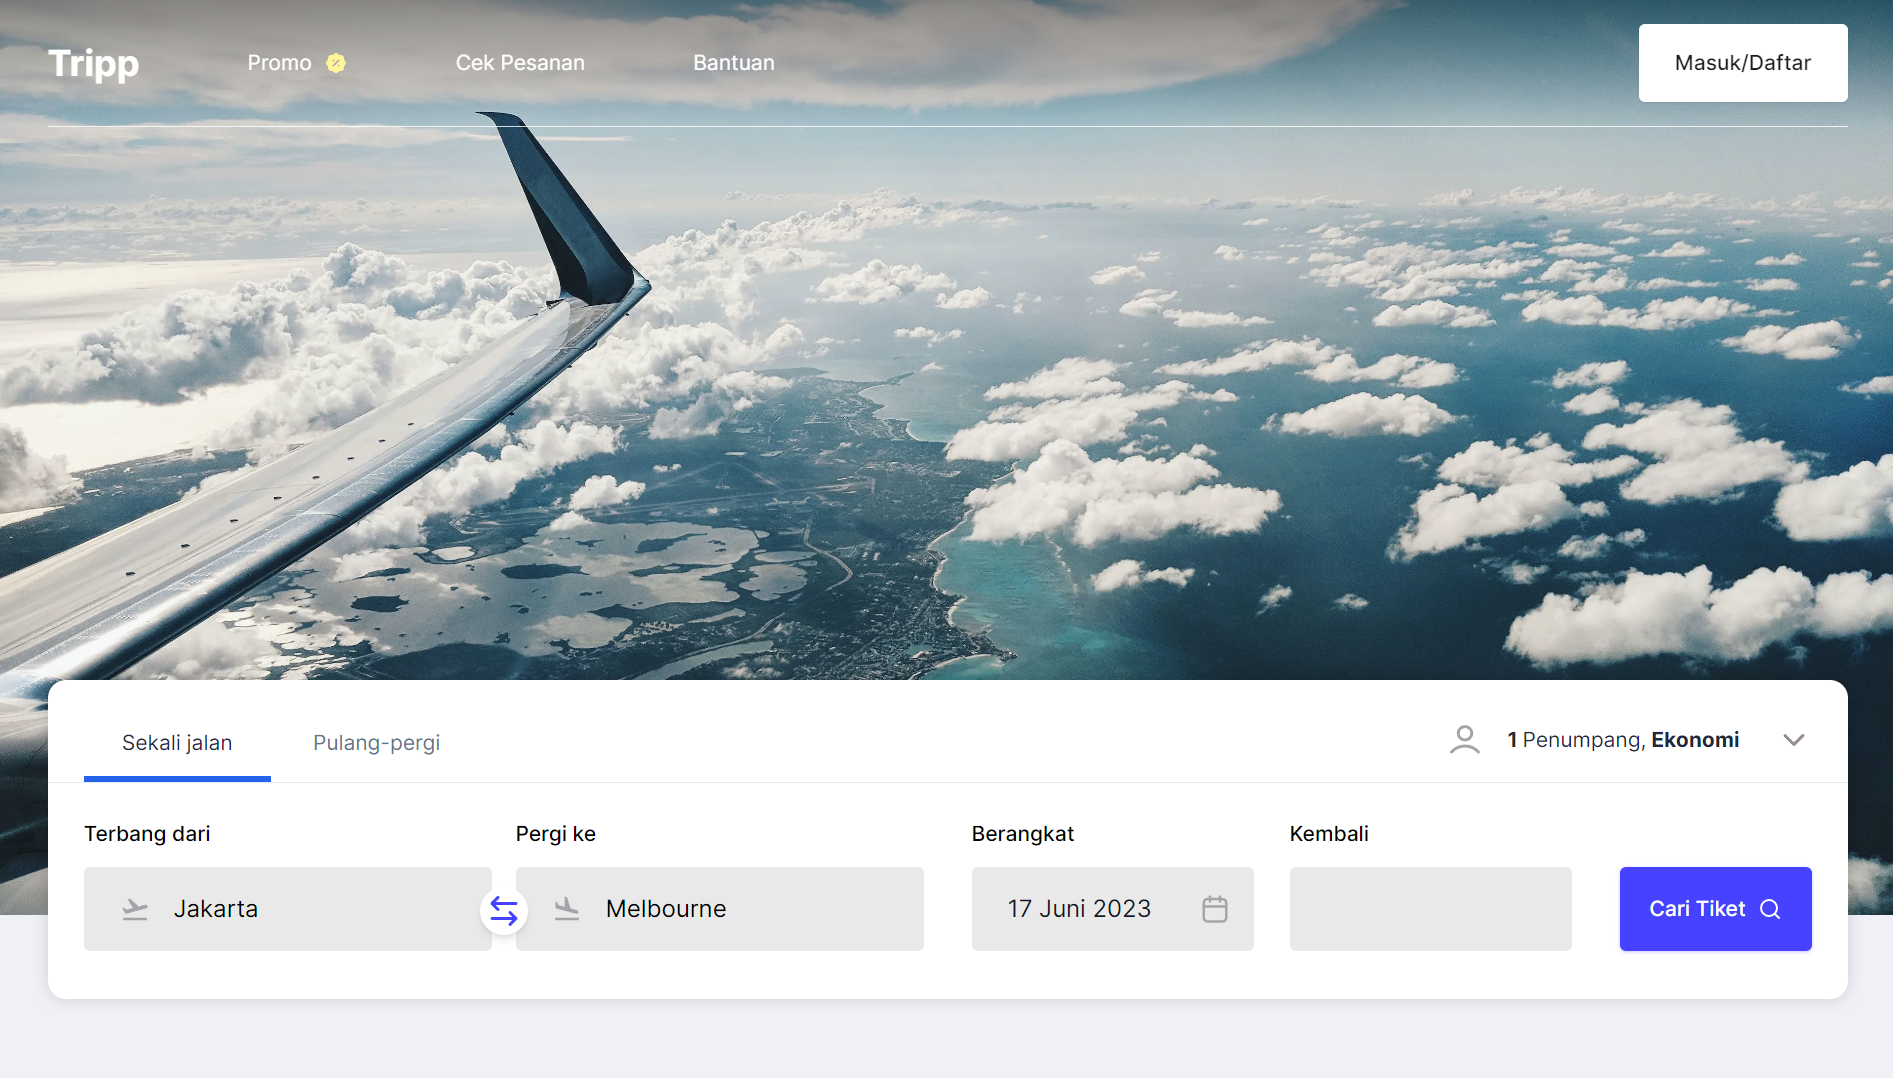 Tripp
Promo
Cek Pesanan
Bantuan
Masuk/Daftar
Sekali jalan
Pulang-pergi
1 Penumpang, Ekonomi
Terbang dari
Pergi ke
Berangkat
Kembali
Jakarta
Melbourne
17 Juni 2023
Cari Tiket